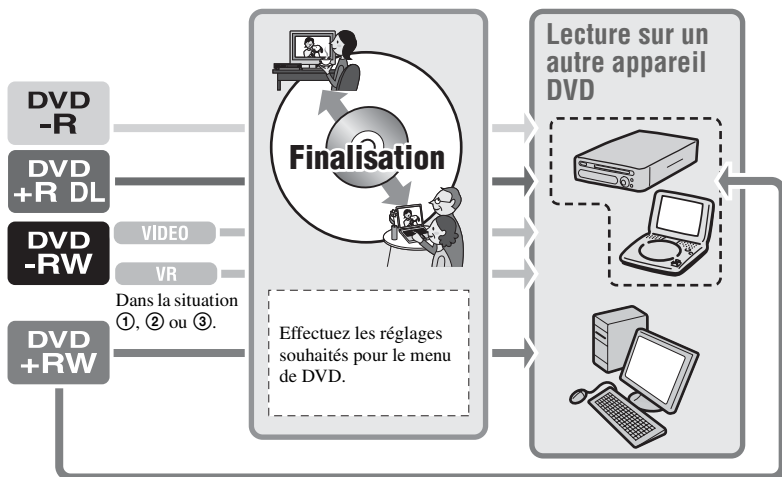 DVD
-R
DVD
+R DL
DVD
-RW
VIDEO
VR
Dans la situation
①, ② ou ③.
DVD
+RW
Finalisation
Effectuez les réglages
souhaités pour le menu
de DVD.
Lecture sur un
autre appareil
DVD